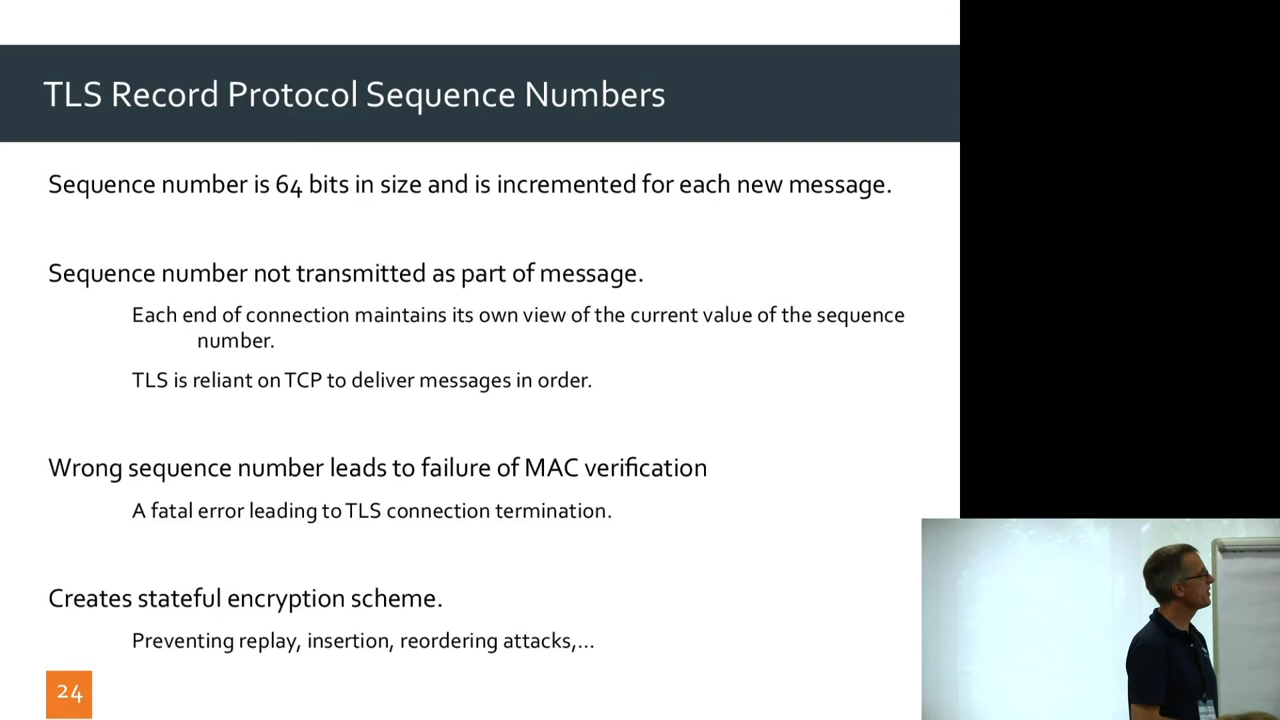 TLS Record Protocol Sequence Numbers
Sequence number is 64 bits in size and is incremented for each new message.
Sequence number not transmitted as part of message.
Each end of connection maintains its own view of the current value of the sequence
number.
TLS is reliant on TCP to deliver messages in order.
Wrong sequence number leads to failure of MAC verification
A fatal error leading to TLS connection termination.
Creates stateful encryption scheme.
Preventing replay, insertion, reordering attacks,...
24